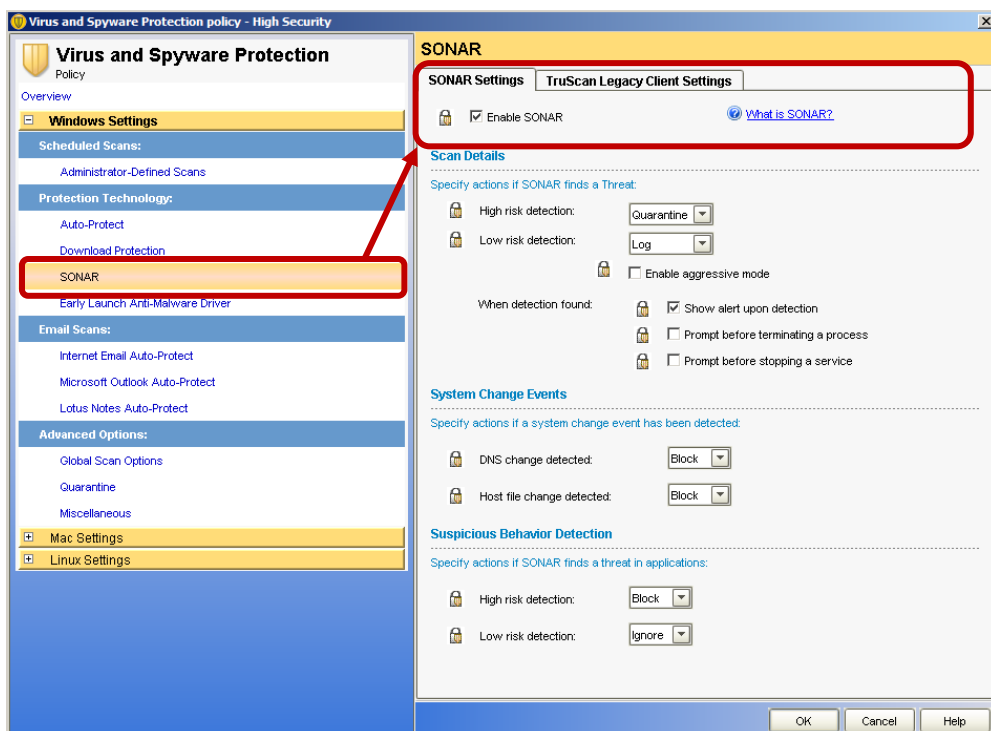 Virus and Spyware Protection policy - High Security
Virus and Spyware Protection
Policy
Overview
Windows Settings
Scheduled Scans:
Administrator-Defined Scans
Protection Technology:
Auto-Protect
Download Protection
SONAR
Early Launch Anti-Malware Driver
Email Scans:
Internet Email Auto-Protect
Microsoft Outlook Auto-Protect
Lotus Notes Auto-Protect
Advanced Options:
Global Scan Options
Quarantine
Miscellaneous
Mac Settings
Linux Settings
SONAR
SONAR Settings TruScan Legacy Client Settings
Enable SONAR What is SONAR?
Scan Details
Specify actions if SONAR finds a Threat:
High risk detection: Quarantine
Low risk detection: Log
Enable aggressive mode
When detection found: Show alert upon detection
Prompt before terminating a process
Prompt before stopping a service
System Change Events
Specify actions if a system change event has been detected:
DNS change detected: Block
Host file change detected: Block
Suspicious Behavior Detection
Specify actions if SONAR finds a threat in applications:
High risk detection: Block
Low risk detection: Ignore
OK Cancel Help